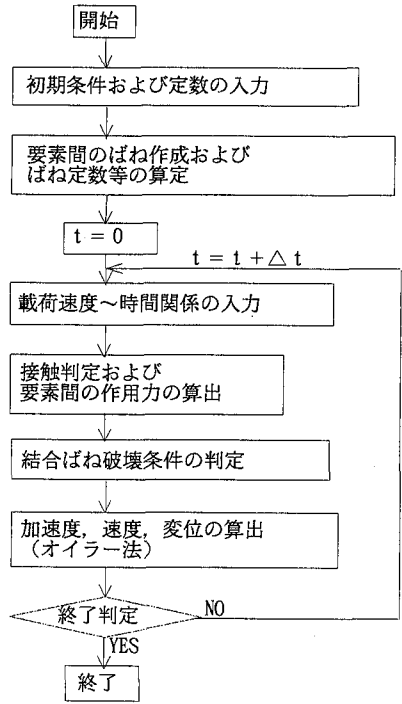 開始
初期条件および定数の入力
要素間のばね作成および
ばね定数等の算定
t = 0
t = t + △ t
載荷速度～時間関係の入力
接触判定および
要素間の作用力の算出
結合ばね破壊条件の判定
加速度, 速度, 変位の算出
（オイラー法）
終了判定
NO
YES
終了